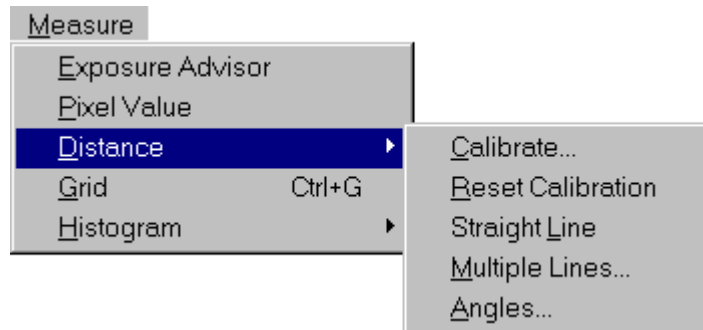 Measure
Exposure Advisor
Pixel Value
Distance
Grid Ctrl+G
Histogram
Calibrate...
Reset Calibration
Straight Line
Multiple Lines...
Angles...